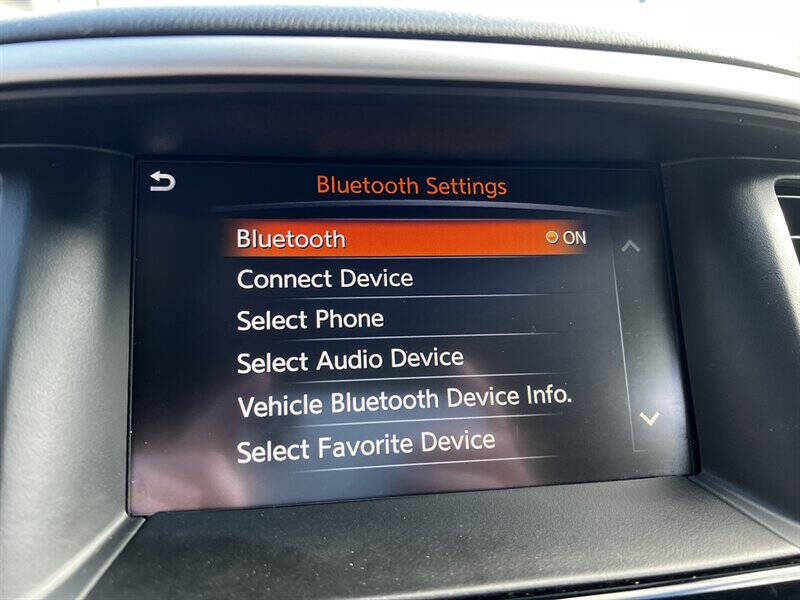 Bluetooth Settings
Bluetooth ON
Connect Device
Select Phone
Select Audio Device
Vehicle Bluetooth Device Info.
Select Favorite Device